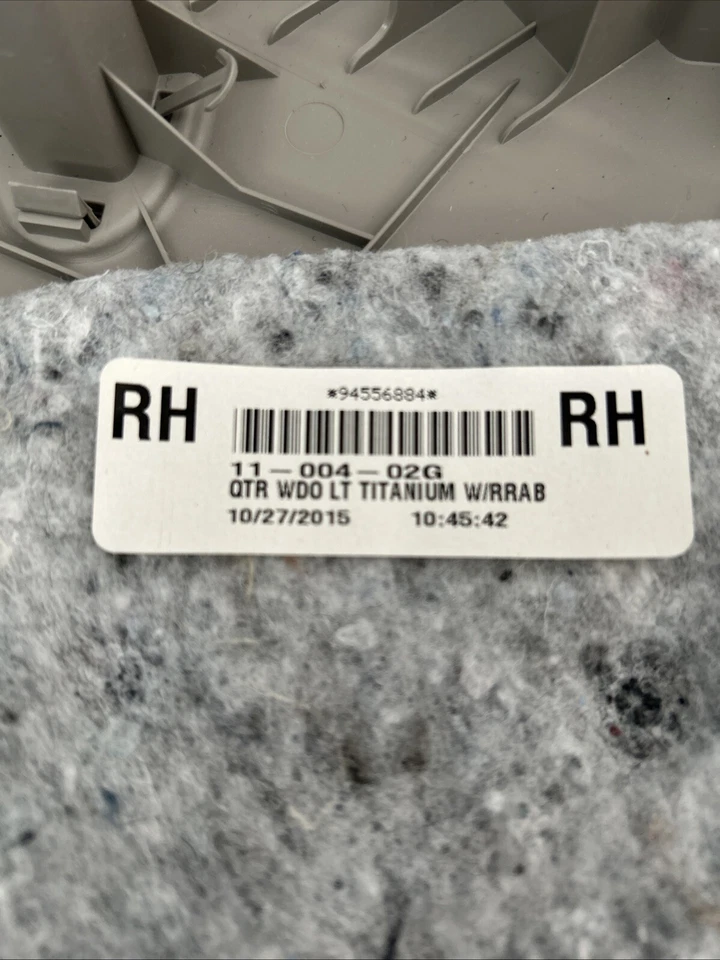 *94556884*
RH RH
11-004-02G
QTR WDO LT TITANIUM W/RRAB
10/27/2015 10:45:42